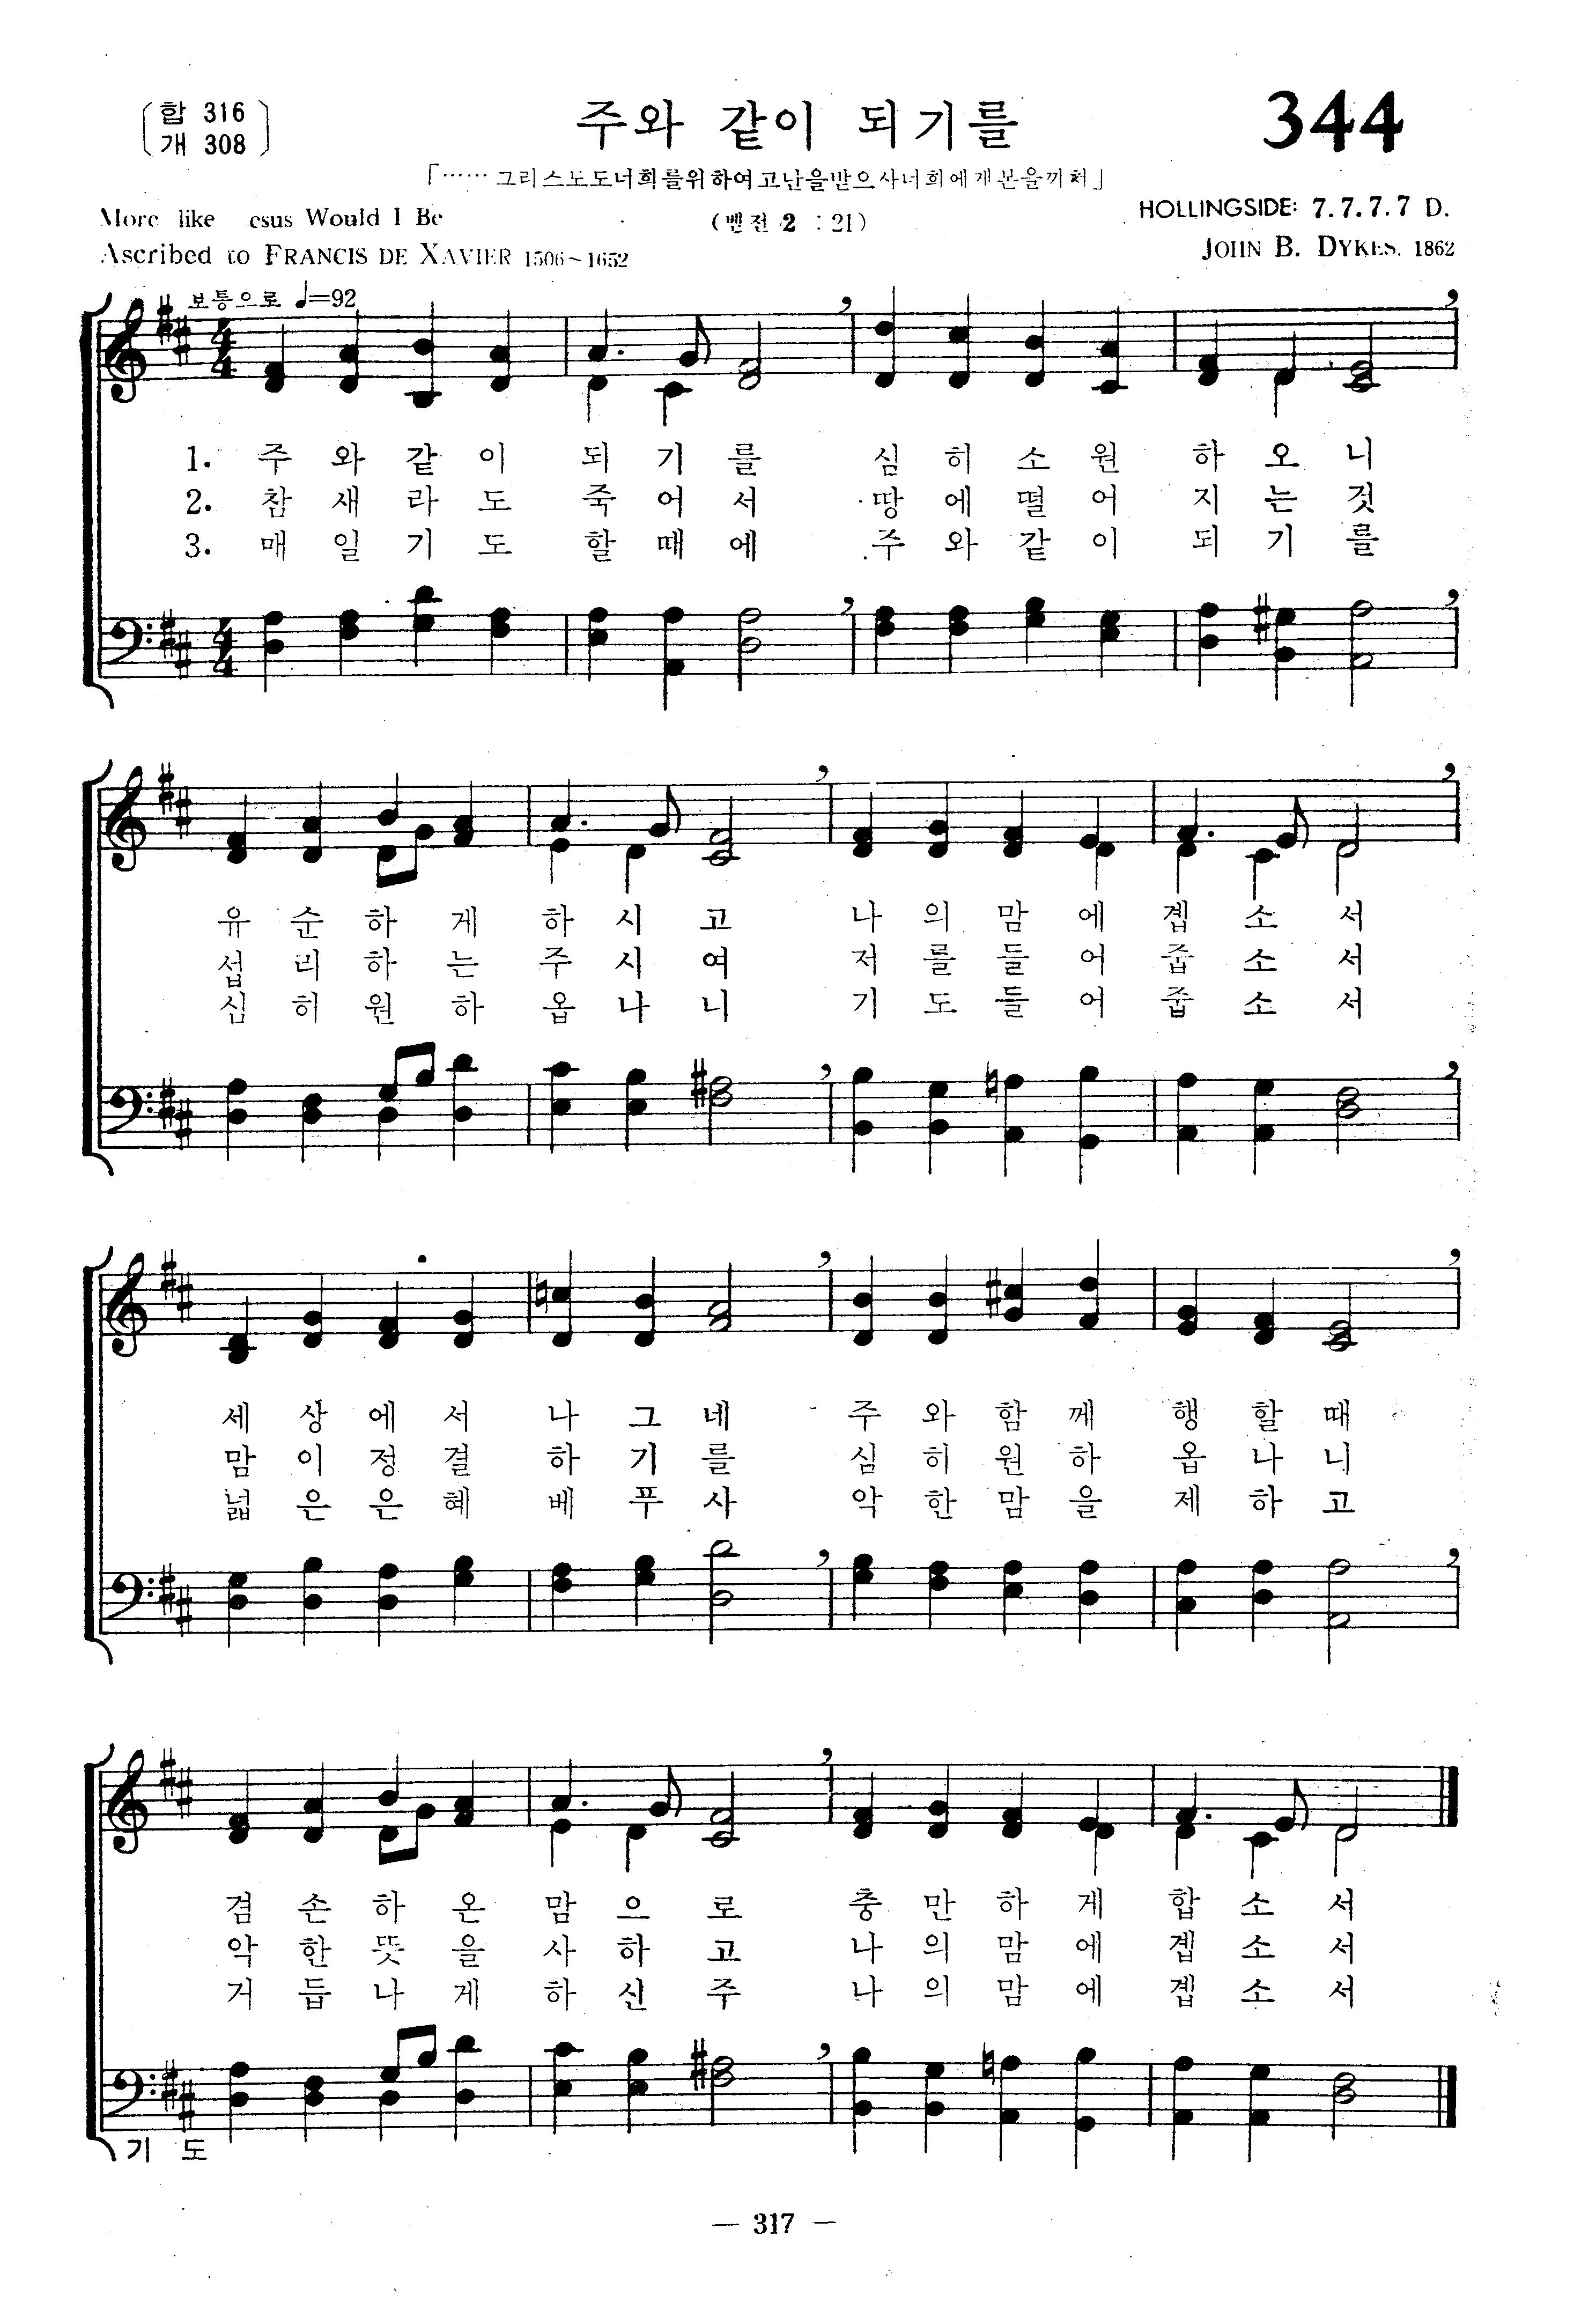 합 316
개 308
주와 같이 되기를
344
「……그리스도도너희를위하여고난을받으사너희에게본을끼쳐」
(벧전 2 : 21)
More like esus Would I Be
Ascribed to FRANCIS DE XAVIER 1506~1652
HOLLINGSIDE: 7.7.7.7 D.
JOHN B. DYKES. 1862
보통으로 ♩=92
1. 주 와 같 이 되 기 를 심 히 소 원 하 오 니
2. 참 새 라 도 죽 어 서 땅 에 떨 어 지 는 것
3. 매 일 기 도 할 때 에 주 와 같 이 되 기 를
유 순 하 게 하 시 고 나 의 맘 에 곕 소 서
섭 리 하 는 주 시 여 저 를 들 어 줍 소 서
심 히 원 하 옵 나 니 기 도 들 어 줍 소 서
세 상 에 서 나 그 네 주 와 함 께 행 할 때
맘 이 정 결 하 기 를 심 히 원 하 옵 나 니
넓 은 은 혜 베 푸 사 악 한 맘 을 제 하 고
겸 손 하 온 맘 으 로 충 만 하 게 합 소 서
악 한 뜻 을 사 하 고 나 의 맘 에 곕 소 서
거 듭 나 게 하 신 주 나 의 맘 에 곕 소 서
기 도
— 317 —